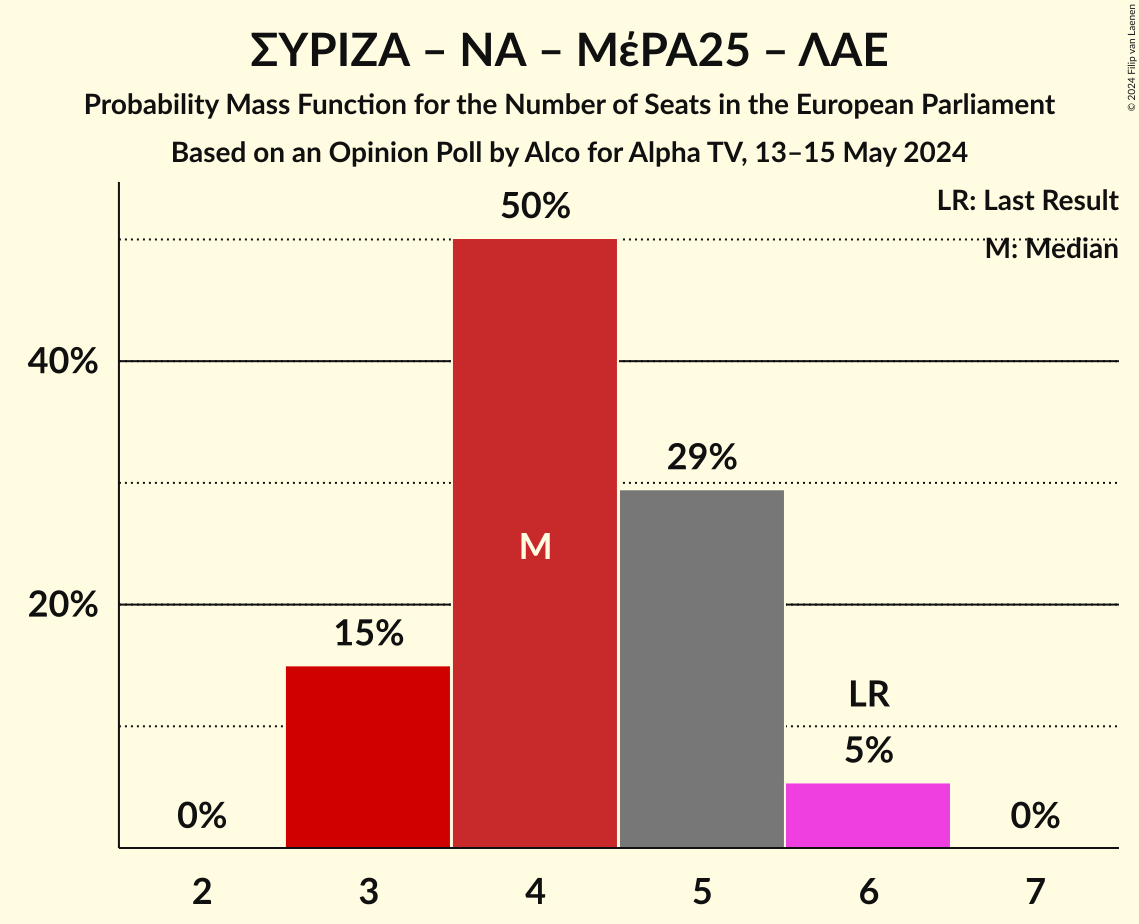 ΣΥΡΙΖΑ – ΝΑ – ΜέΡΑ25 – ΛΑΕ
Probability Mass Function for the Number of Seats in the European Parliament
Based on an Opinion Poll by Alco for Alpha TV, 13–15 May 2024
© 2024 Filip van Laenen
LR: Last Result
M: Median
50%
40%
29%
M
20%
15%
LR
5%
0%
0%
2 3 4 5 6 7